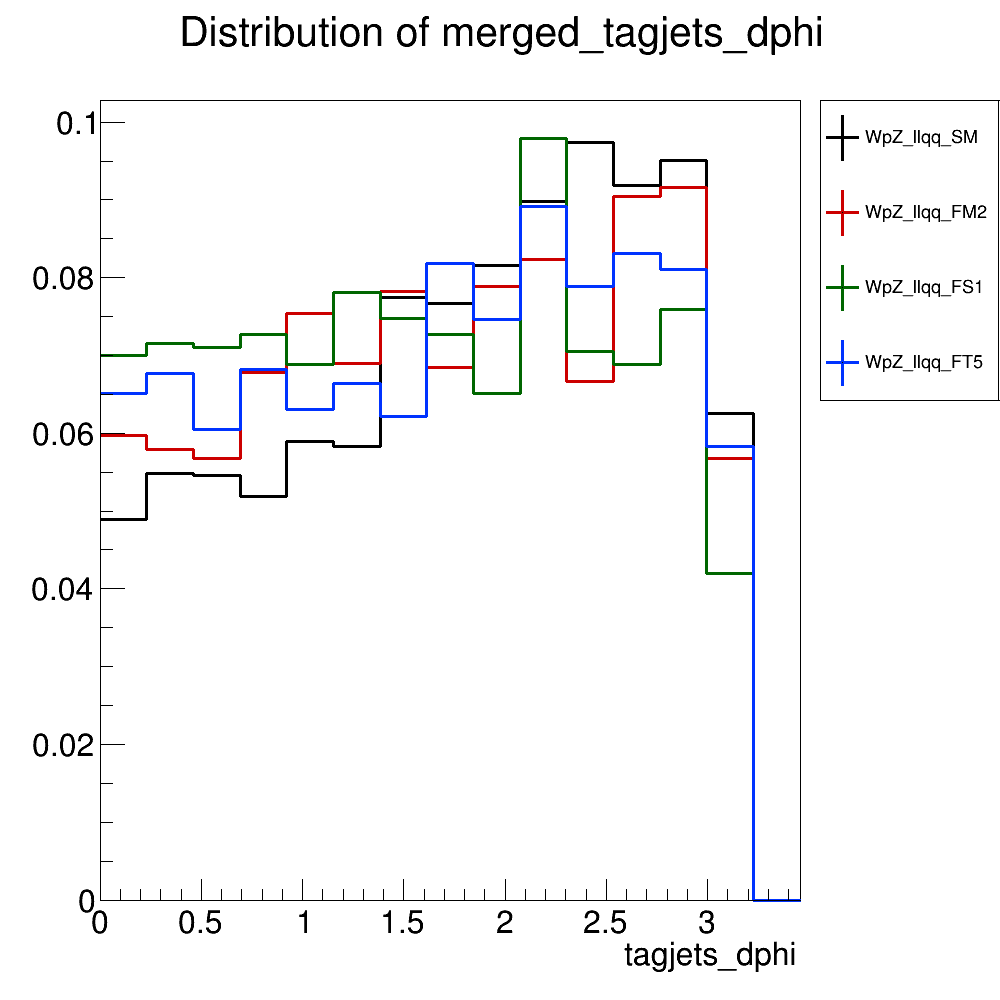 Distribution of merged_tagjets_dphi
WpZ_llqq_SM
WpZ_llqq_FM2
WpZ_llqq_FS1
WpZ_llqq_FT5
0.1
0.08
0.06
0.04
0.02
0
0 0.5 1 1.5 2 2.5 3
tagjets_dphi